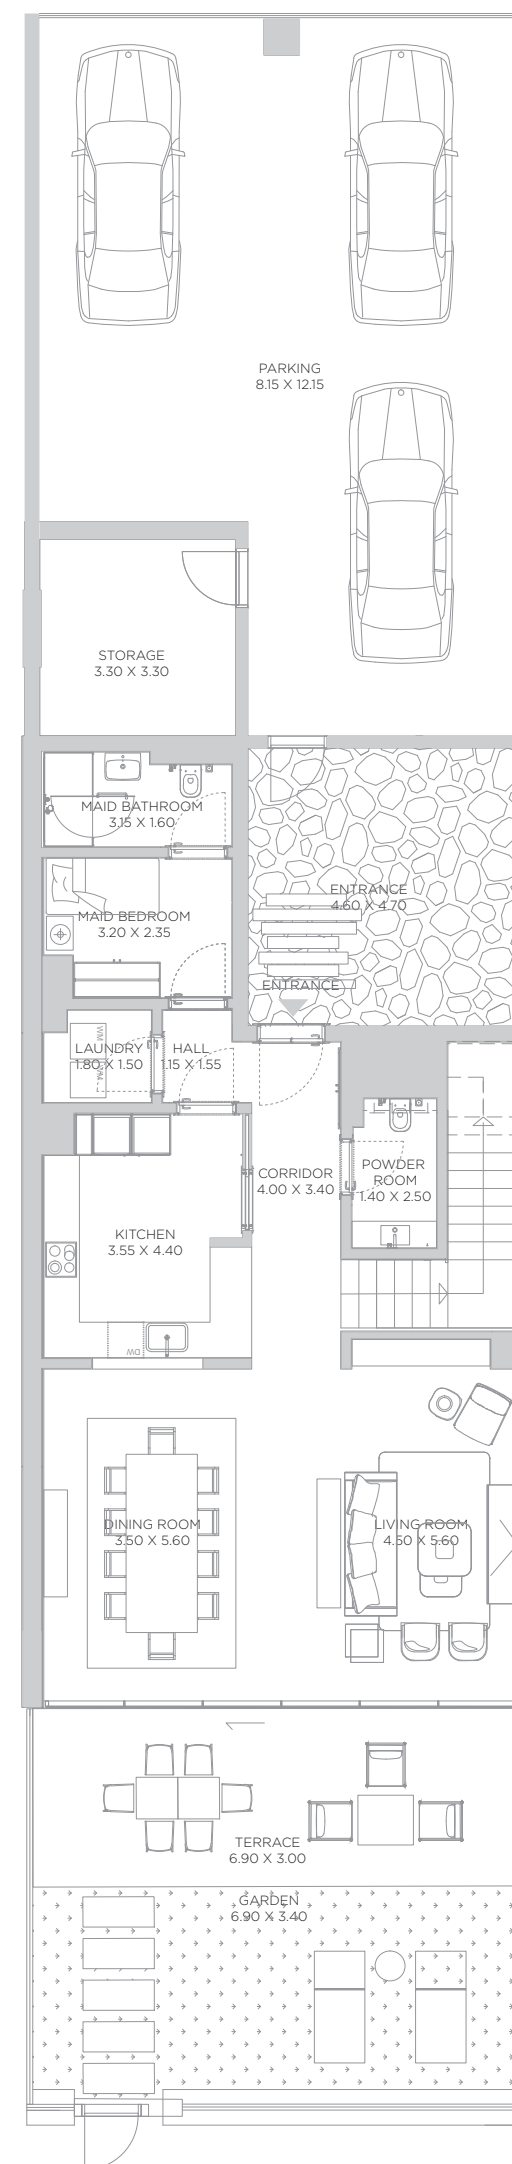 PARKING
8.15 X 12.15
STORAGE
3.30 X 3.30
MAID BATHROOM
3.15 X 1.60
ENTRANCE
4.60 X 4.70
MAID BEDROOM
3.20 X 2.35
ENTRANCE
WM
LAUNDRY
1.80 X 1.50
HALL
1.15 X 1.55
CORRIDOR
4.00 X 3.40
POWDER
ROOM
1.40 X 2.50
KITCHEN
3.55 X 4.40
DW
DINING ROOM
3.50 X 5.60
LIVING ROOM
4.50 X 5.60
TERRACE
6.90 X 3.00
GARDEN
6.90 X 3.40